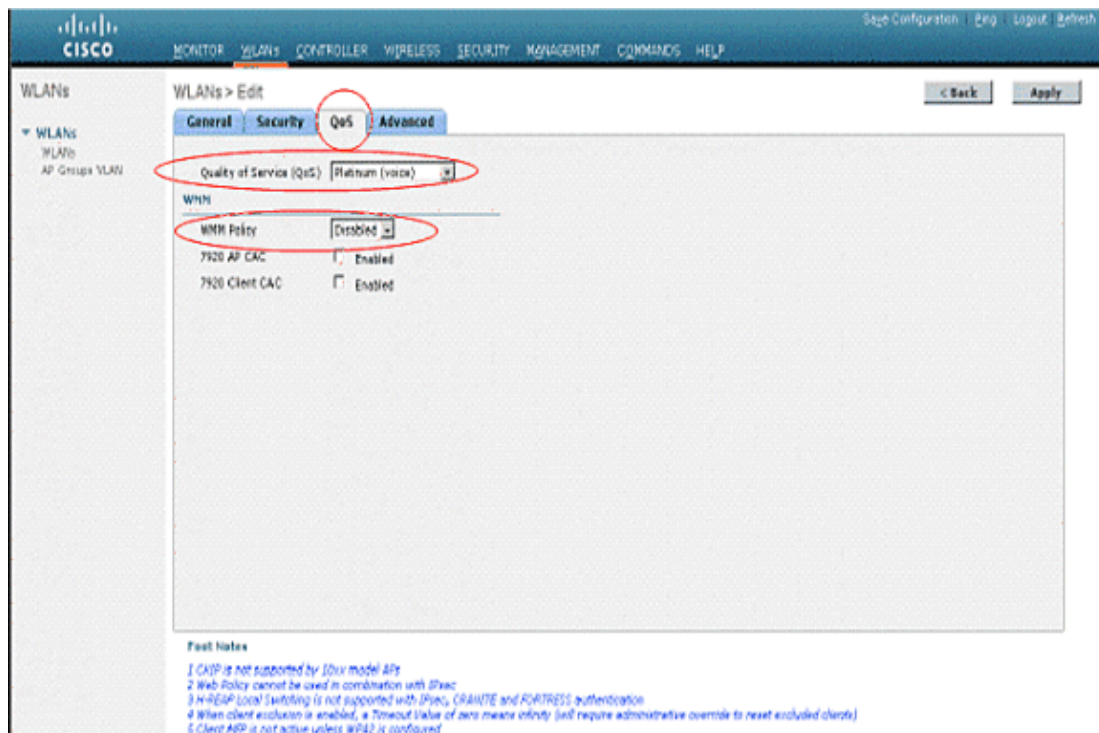 Save Configuration | Ping | Logout | Refresh
CISCO
MONITOR WLANs CONTROLLER WIRELESS SECURITY MANAGEMENT COMMANDS HELP
WLANs
WLANs > Edit
< Back
Apply
General
Security
QoS
Advanced
WLANs
WLANs
AP Groups VLAN
Quality of Service (QoS) Platinum (voice)
WMM
WMM Policy Disabled
7920 AP CAC Enabled
7920 Client CAC Enabled
Foot Notes
1 CKIP is not supported by 10xx model APs
2 Web Policy cannot be used in combination with IPsec
3 H-REAP Local Switching is not supported with IPsec, CRANITE and FORTRESS authentication
4 When client exclusion is enabled, a Timeout Value of zero means infinity (will require administrative override to reset excluded clients)
5 Client MFP is not active unless WPA2 is configured